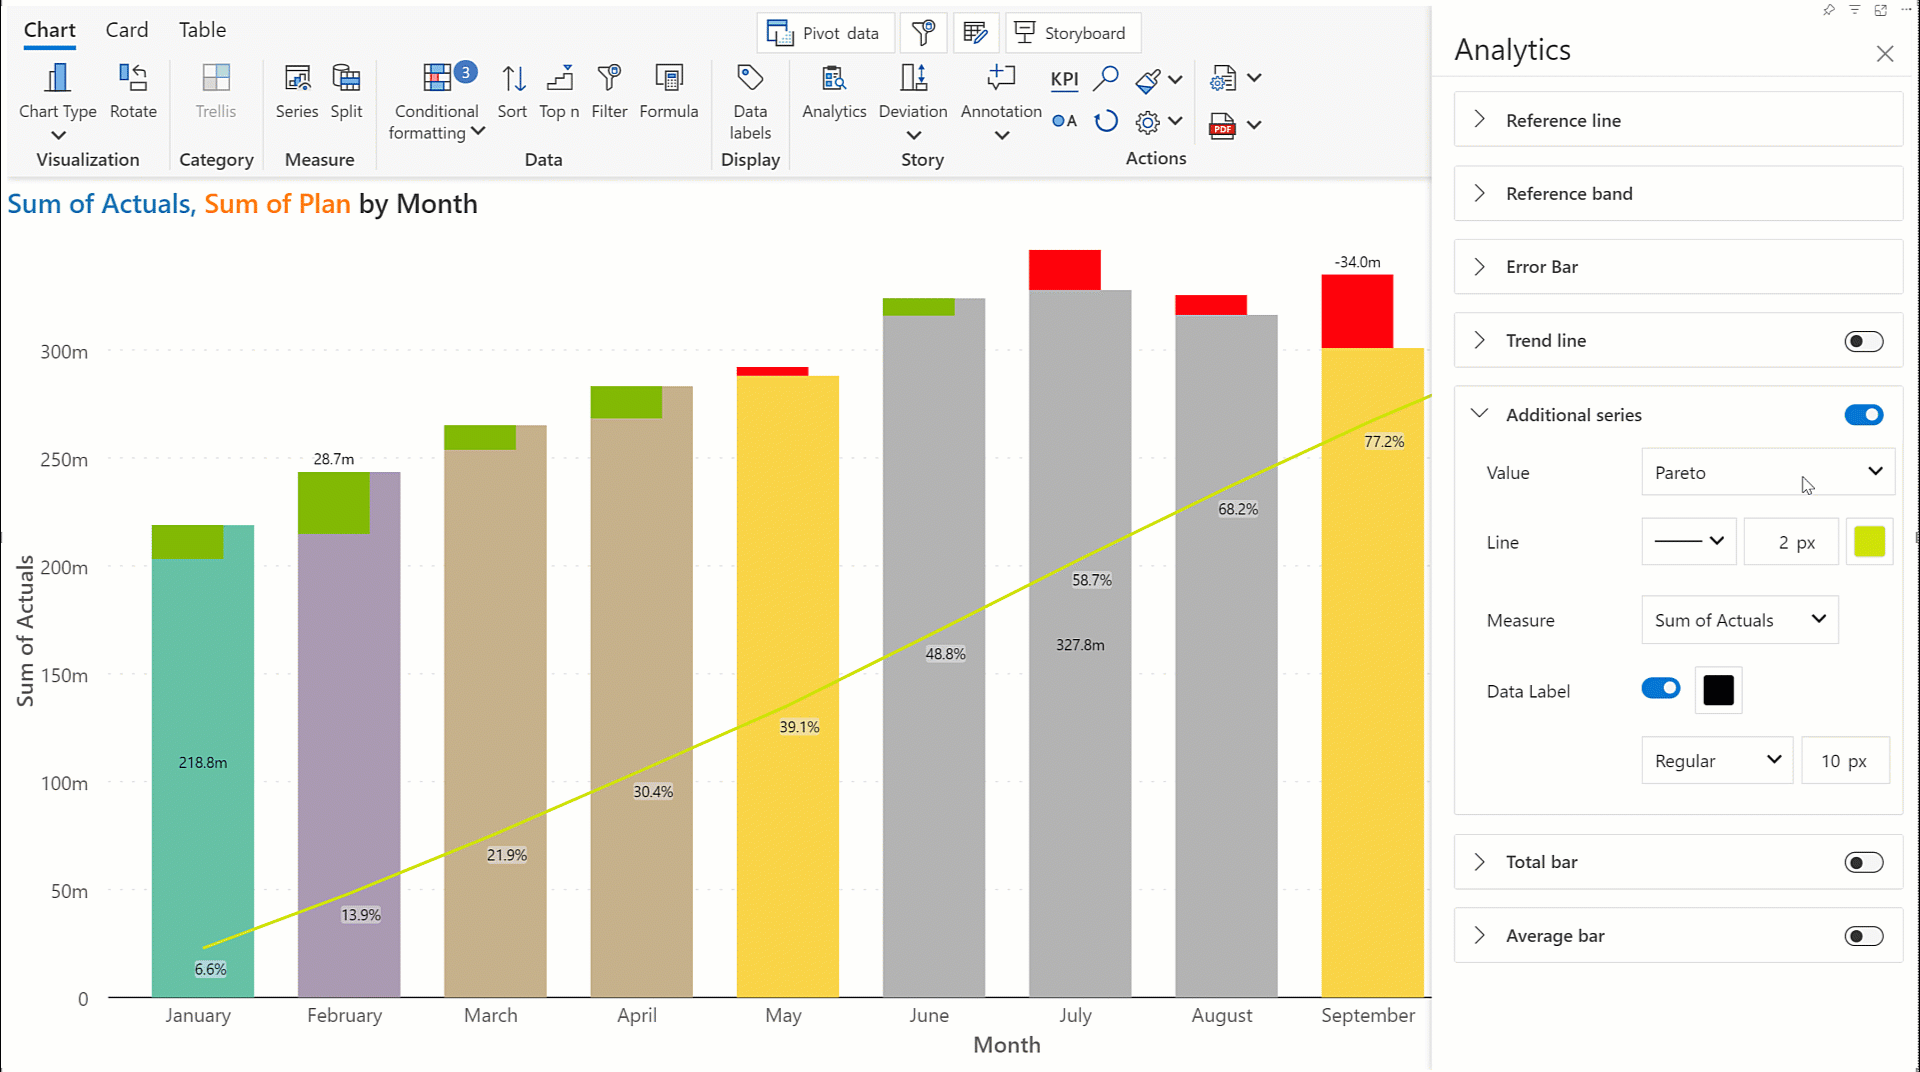 Chart Card Table
Pivot data Storyboard
3
KPI
Chart Type Rotate Trellis Series Split Conditional formatting Sort Top n Filter Formula Data labels Analytics Deviation Annotation
A
PDF
Visualization Category Measure Data Display Story Actions
Sum of Actuals, Sum of Plan by Month
Sum of Actuals
300m
250m
200m
150m
100m
50m
0
218.8m
28.7m
327.8m
-34.0m
6.6%
13.9%
21.9%
30.4%
39.1%
48.8%
58.7%
68.2%
77.2%
January February March April May June July August September
Month
Analytics
Reference line
Reference band
Error Bar
Trend line
Additional series
Value Pareto
Line 2 px
Measure Sum of Actuals
Data Label
Regular 10 px
Total bar
Average bar